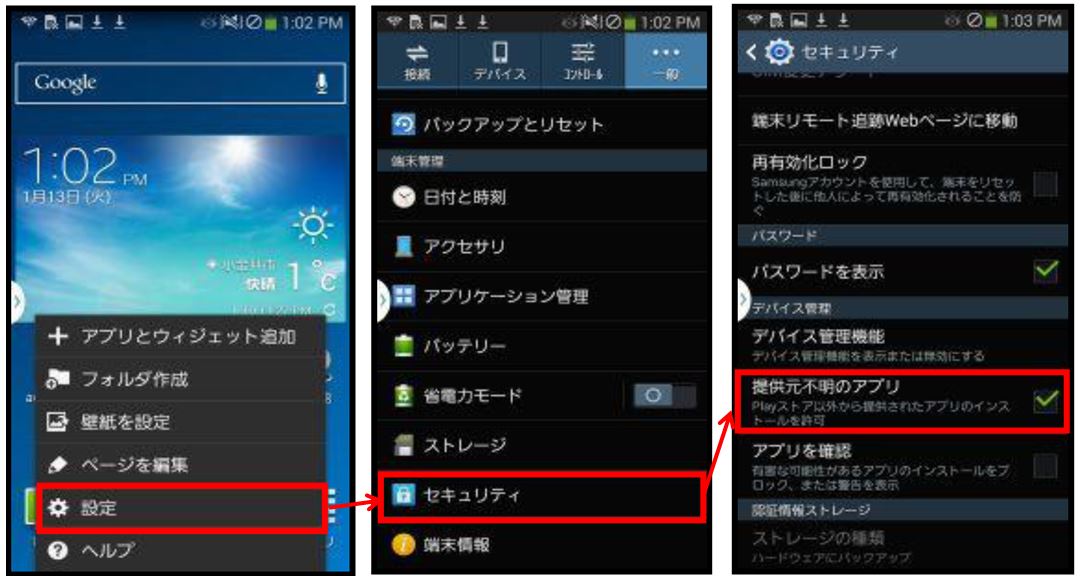 1:02 PM
Google
1:02 PM
1月13日 (火)
小金井市
快晴 1°C
アプリとウィジェット追加
フォルダ作成
壁紙を設定
ページを編集
設定
ヘルプ
1:02 PM
接続 デバイス コントロール 一般
バックアップとリセット
端末管理
日付と時刻
アクセサリ
アプリケーション管理
バッテリー
省電力モード
ストレージ
セキュリティ
端末情報
1:03 PM
セキュリティ
端末リモート追跡Webページに移動
再有効化ロック
Samsungアカウントを使用して、端末をリセッ
トした後に他人によって再有効化されることを防
ぐ
パスワード
パスワードを表示
デバイス管理
デバイス管理機能
デバイス管理機能を表示または無効にする
提供元不明のアプリ
Playストア以外から提供されたアプリのインス
トールを許可
アプリを確認
有害な可能性があるアプリのインストールをブ
ロック、または警告を表示
認証情報ストレージ
ストレージの種類
ハードウェアにバックアップ